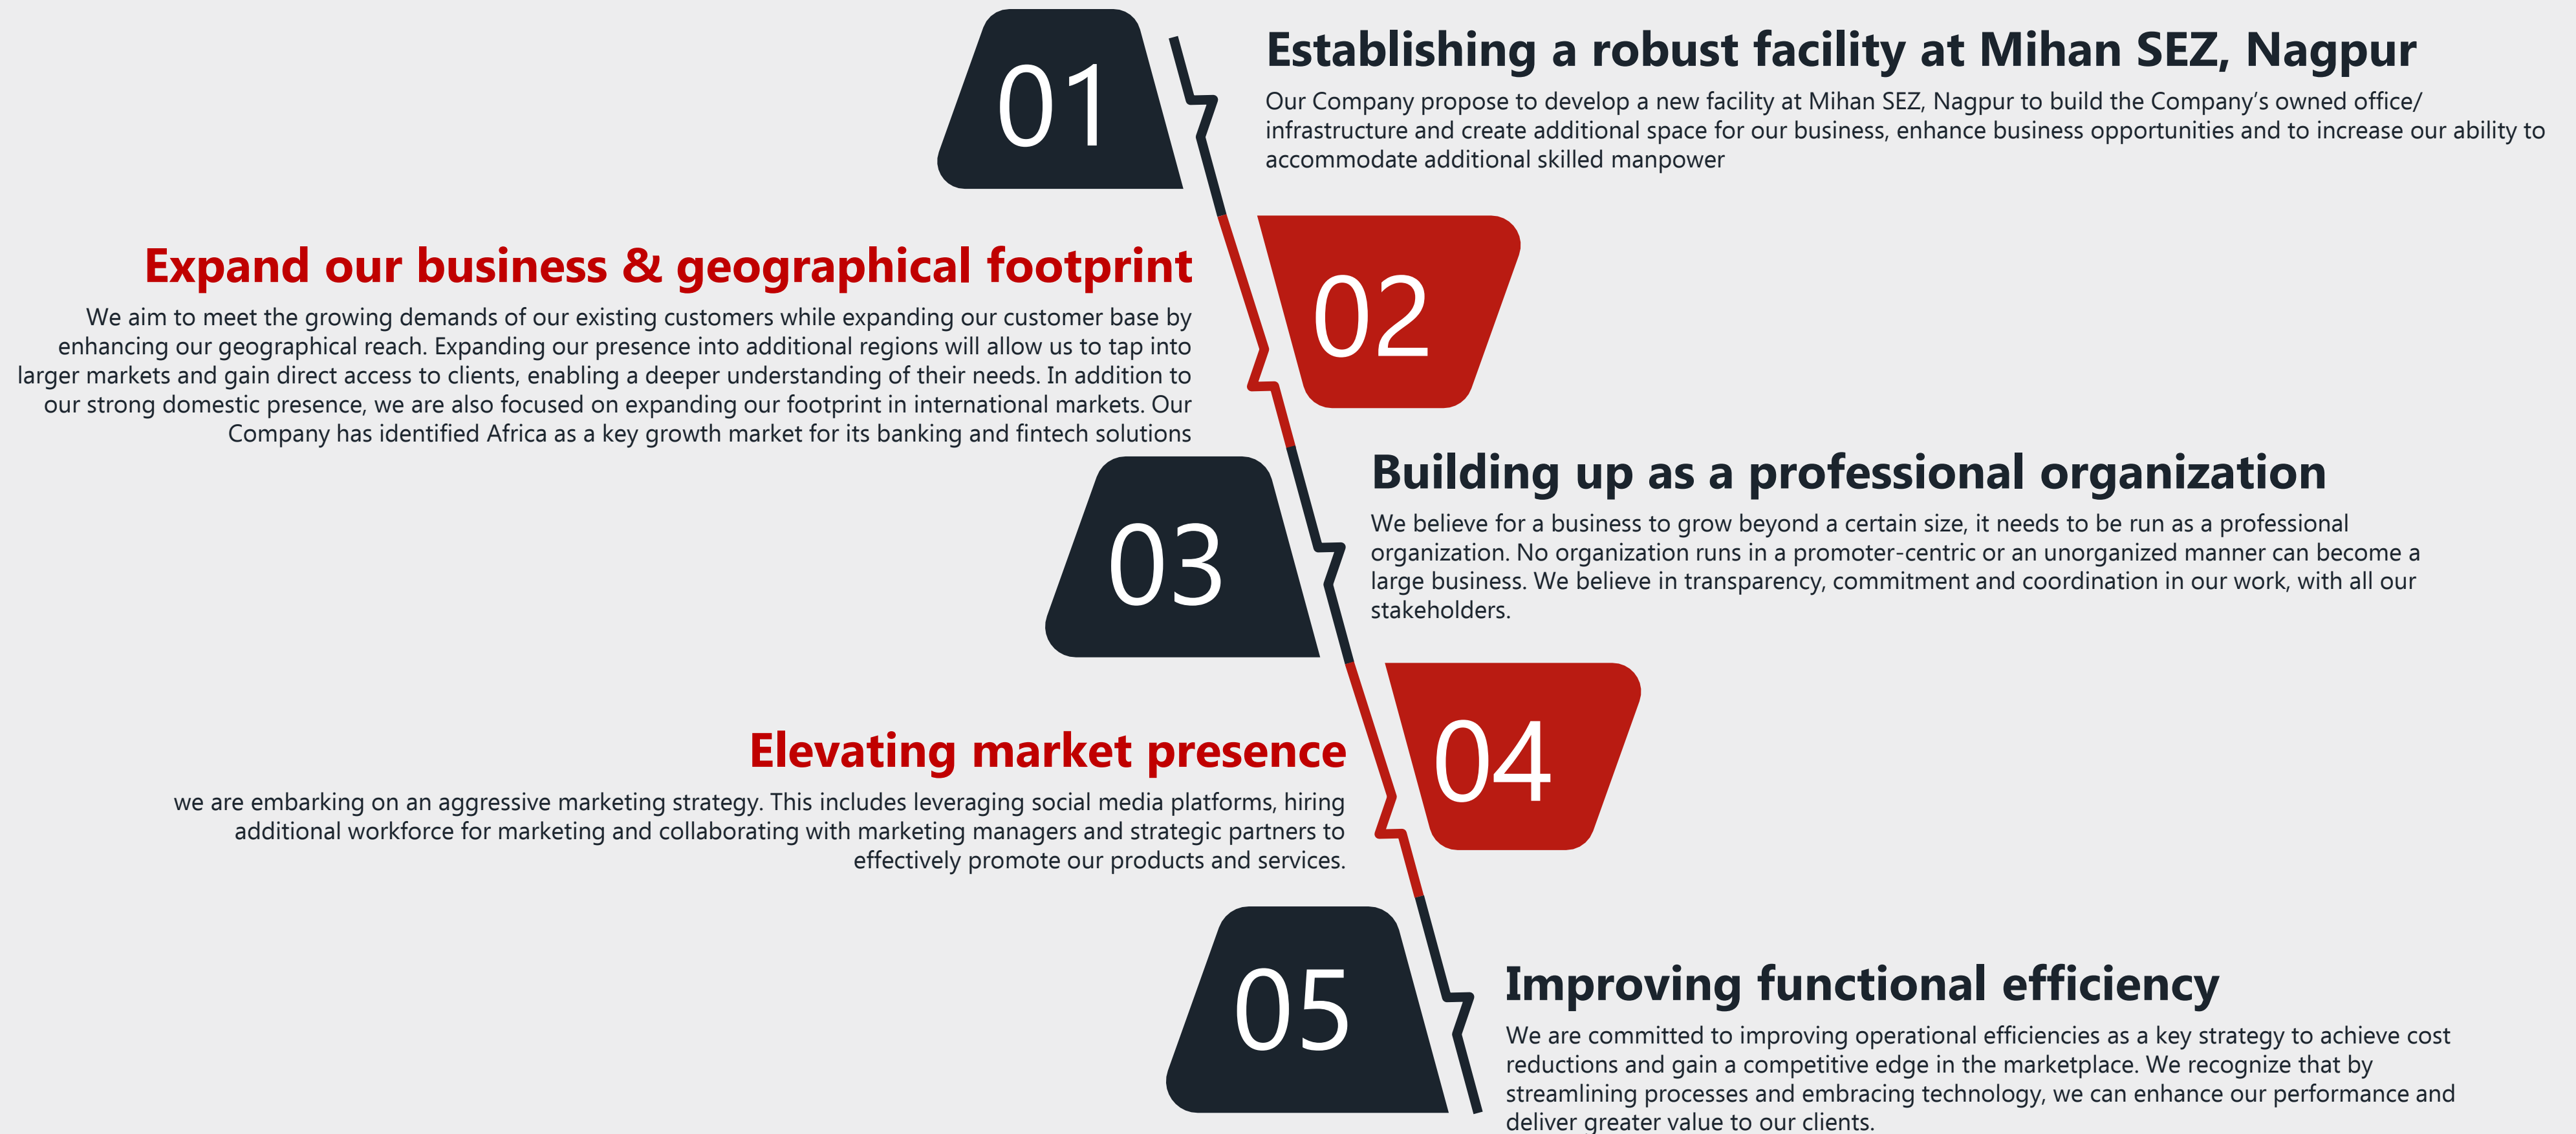 01
Establishing a robust facility at Mihan SEZ, Nagpur
Our Company propose to develop a new facility at Mihan SEZ, Nagpur to build the Company’s owned office/
infrastructure and create additional space for our business, enhance business opportunities and to increase our ability to
accommodate additional skilled manpower
02
Expand our business & geographical footprint
We aim to meet the growing demands of our existing customers while expanding our customer base by
enhancing our geographical reach. Expanding our presence into additional regions will allow us to tap into
larger markets and gain direct access to clients, enabling a deeper understanding of their needs. In addition to
our strong domestic presence, we are also focused on expanding our footprint in international markets. Our
Company has identified Africa as a key growth market for its banking and fintech solutions
03
Building up as a professional organization
We believe for a business to grow beyond a certain size, it needs to be run as a professional
organization. No organization runs in a promoter-centric or an unorganized manner can become a
large business. We believe in transparency, commitment and coordination in our work, with all our
stakeholders.
04
Elevating market presence
we are embarking on an aggressive marketing strategy. This includes leveraging social media platforms, hiring
additional workforce for marketing and collaborating with marketing managers and strategic partners to
effectively promote our products and services.
05
Improving functional efficiency
We are committed to improving operational efficiencies as a key strategy to achieve cost
reductions and gain a competitive edge in the marketplace. We recognize that by
streamlining processes and embracing technology, we can enhance our performance and
deliver greater value to our clients.